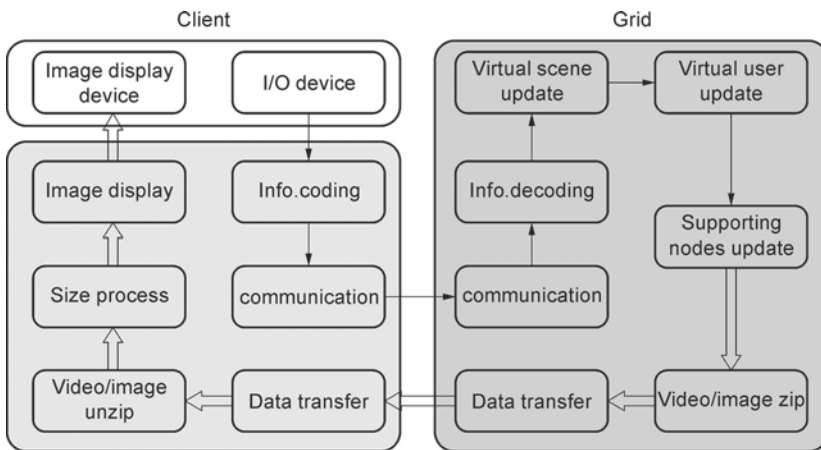 Client
Grid
Image display
device
I/O device
Virtual scene
update
Virtual user
update
Image display
Info.coding
Info.decoding
Supporting
nodes update
Size process
communication
communication
Video/image
unzip
Data transfer
Data transfer
Video/image zip